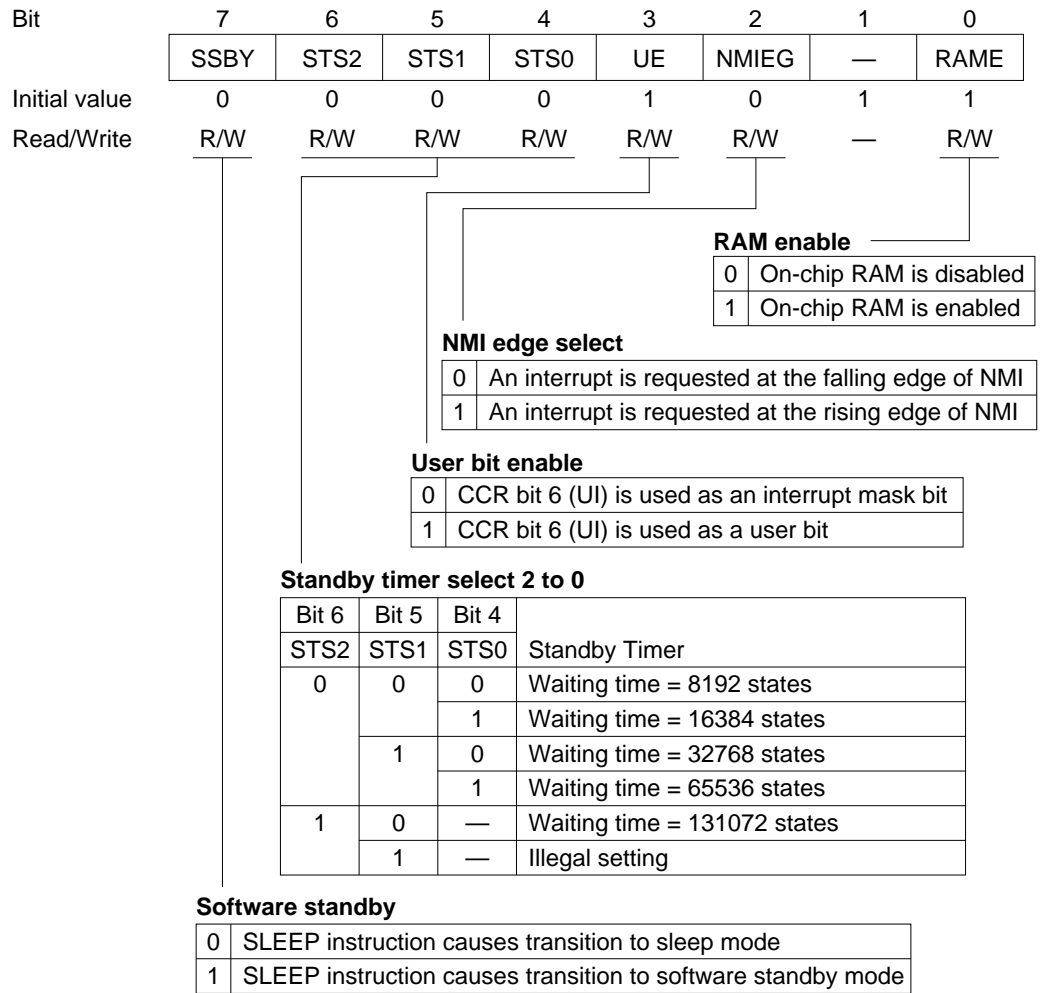 Bit 7 6 5 4 3 2 1 0
SSBY STS2 STS1 STS0 UE NMIEG — RAME
Initial value 0 0 0 0 1 0 1 1
Read/Write R/W R/W R/W R/W R/W R/W — R/W
RAM enable
0 On-chip RAM is disabled
1 On-chip RAM is enabled
NMI edge select
0 An interrupt is requested at the falling edge of NMI
1 An interrupt is requested at the rising edge of NMI
User bit enable
0 CCR bit 6 (UI) is used as an interrupt mask bit
1 CCR bit 6 (UI) is used as a user bit
Standby timer select 2 to 0
Bit 6 Bit 5 Bit 4
STS2 STS1 STS0 Standby Timer
0 0 0 Waiting time = 8192 states
1 Waiting time = 16384 states
1 0 Waiting time = 32768 states
1 Waiting time = 65536 states
1 0 — Waiting time = 131072 states
1 — Illegal setting
Software standby
0 SLEEP instruction causes transition to sleep mode
1 SLEEP instruction causes transition to software standby mode